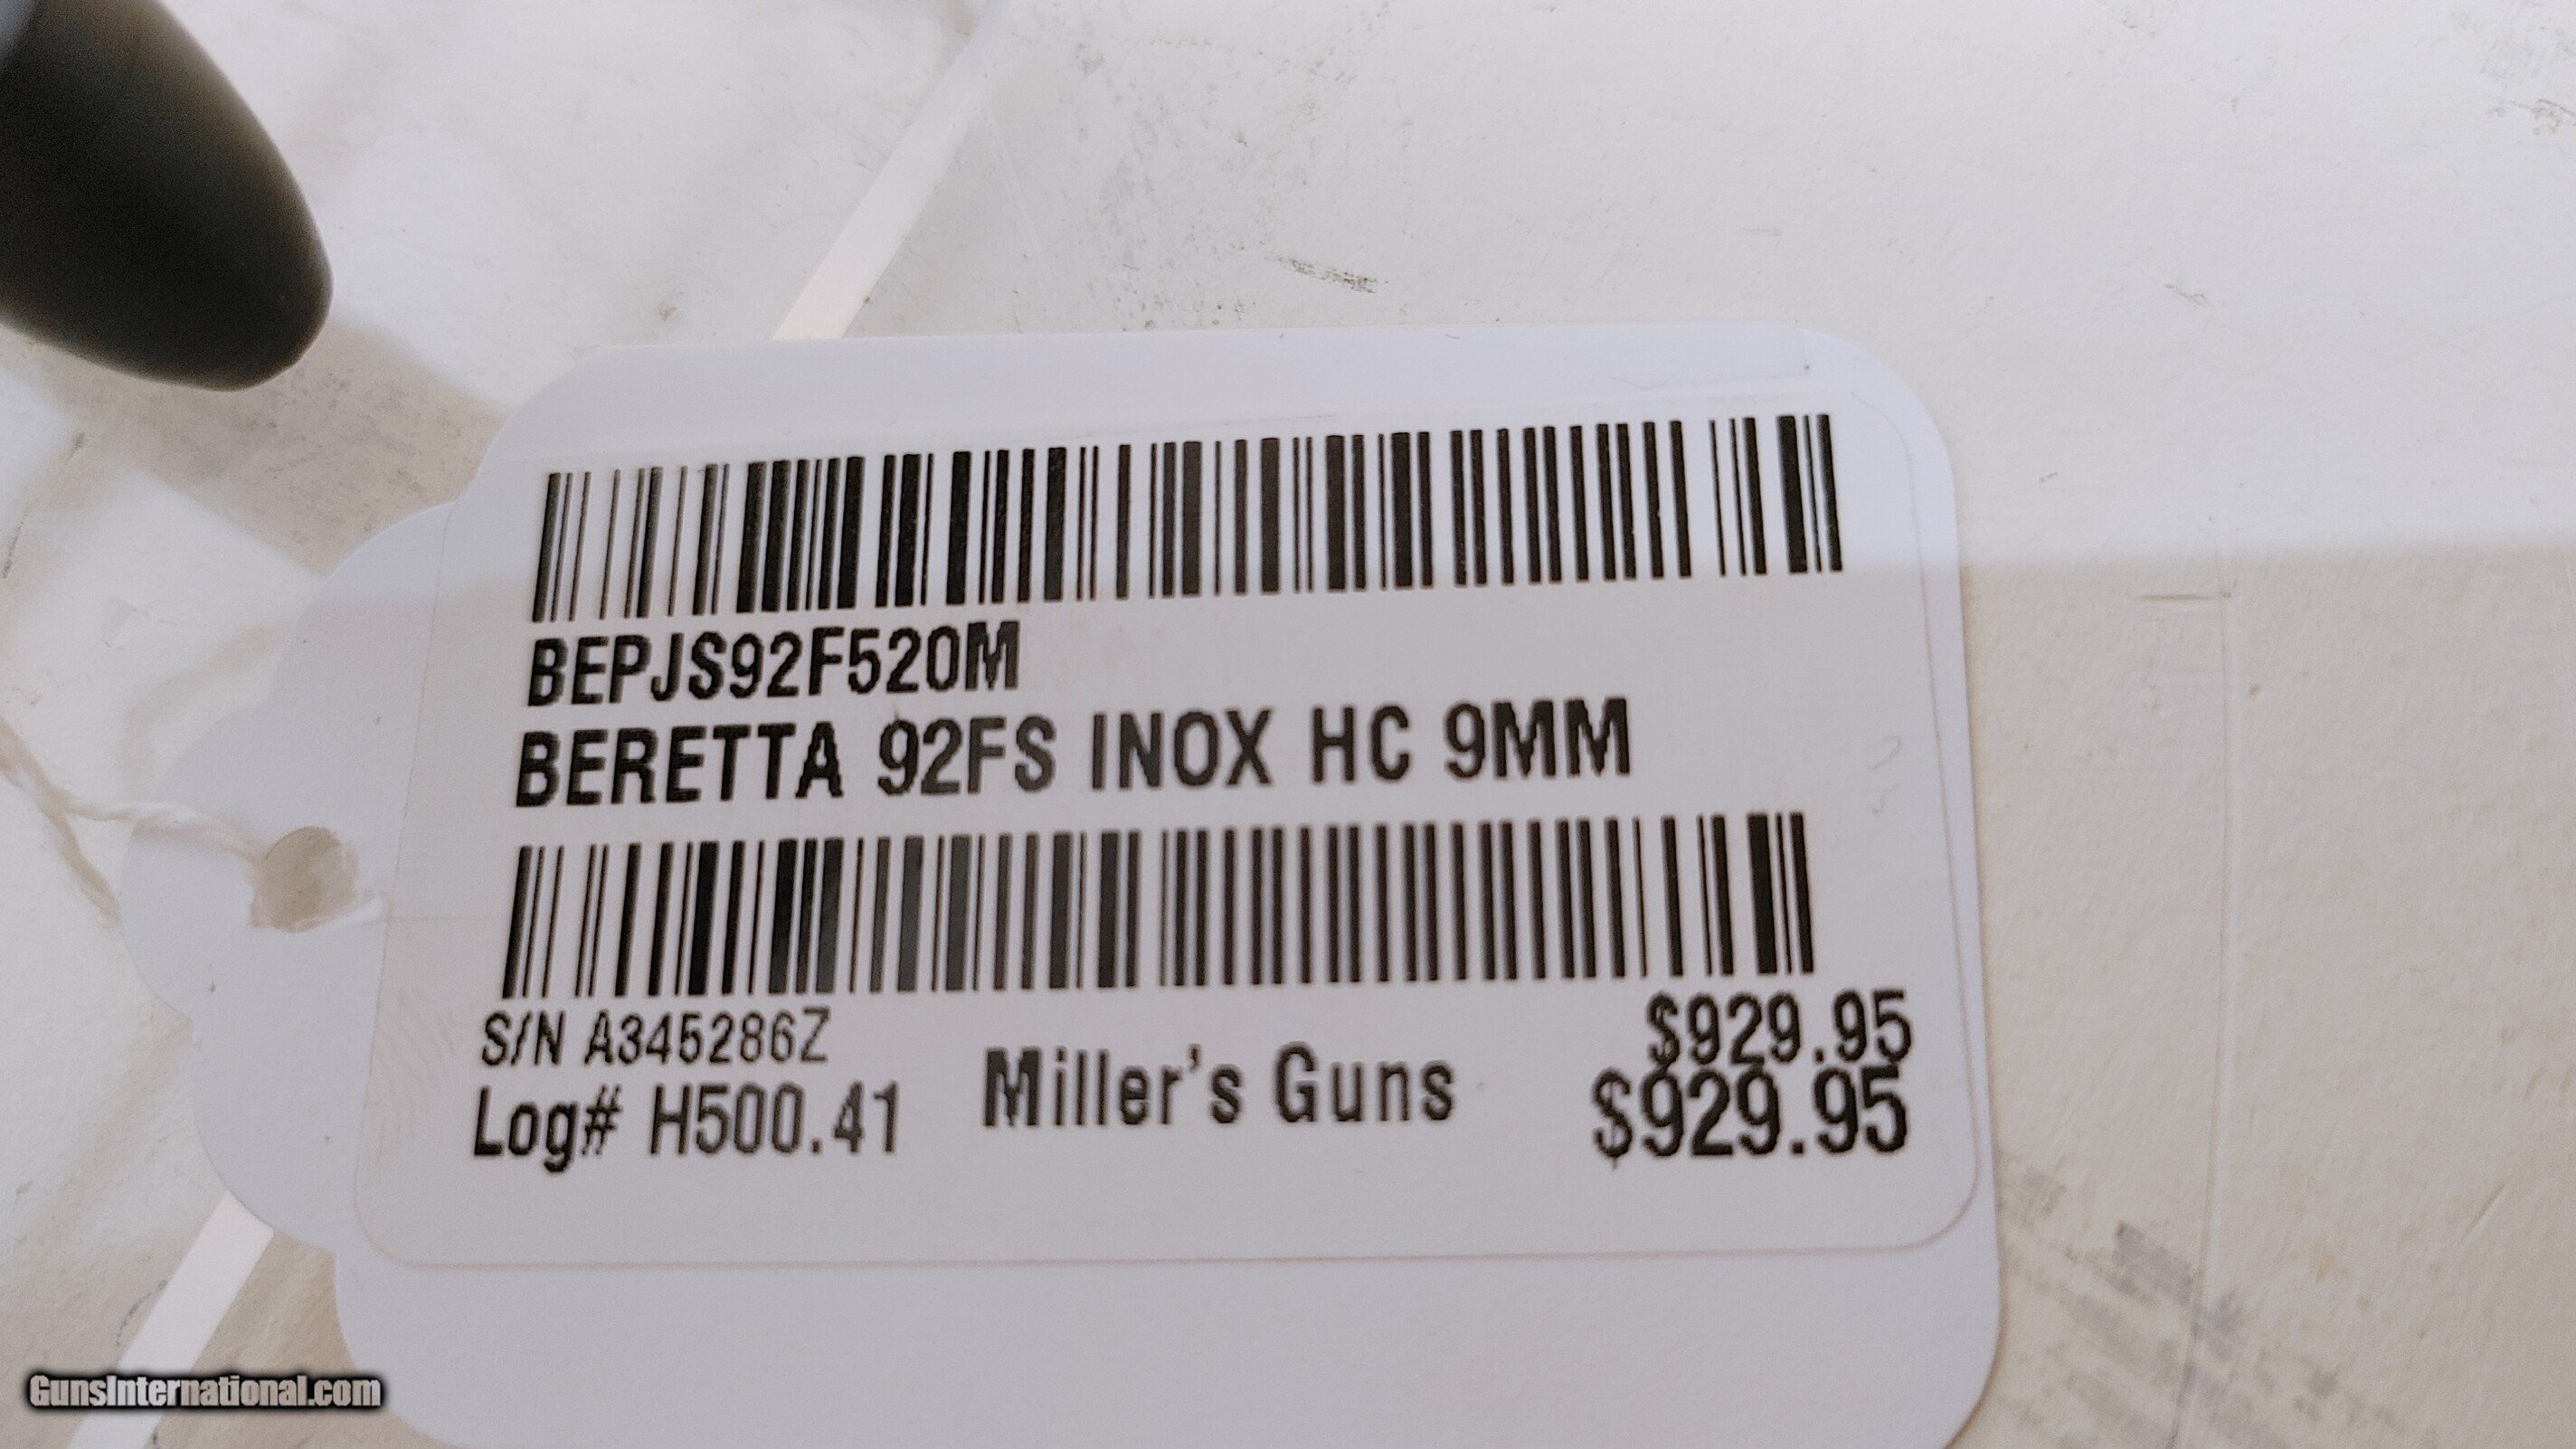 BEPJS92F520M
BERETTA 92FS INOX HC 9MM
S/N A345286Z
$929.95
Log# H500.41
Miller's Guns
$929.95
GunsInternational.com